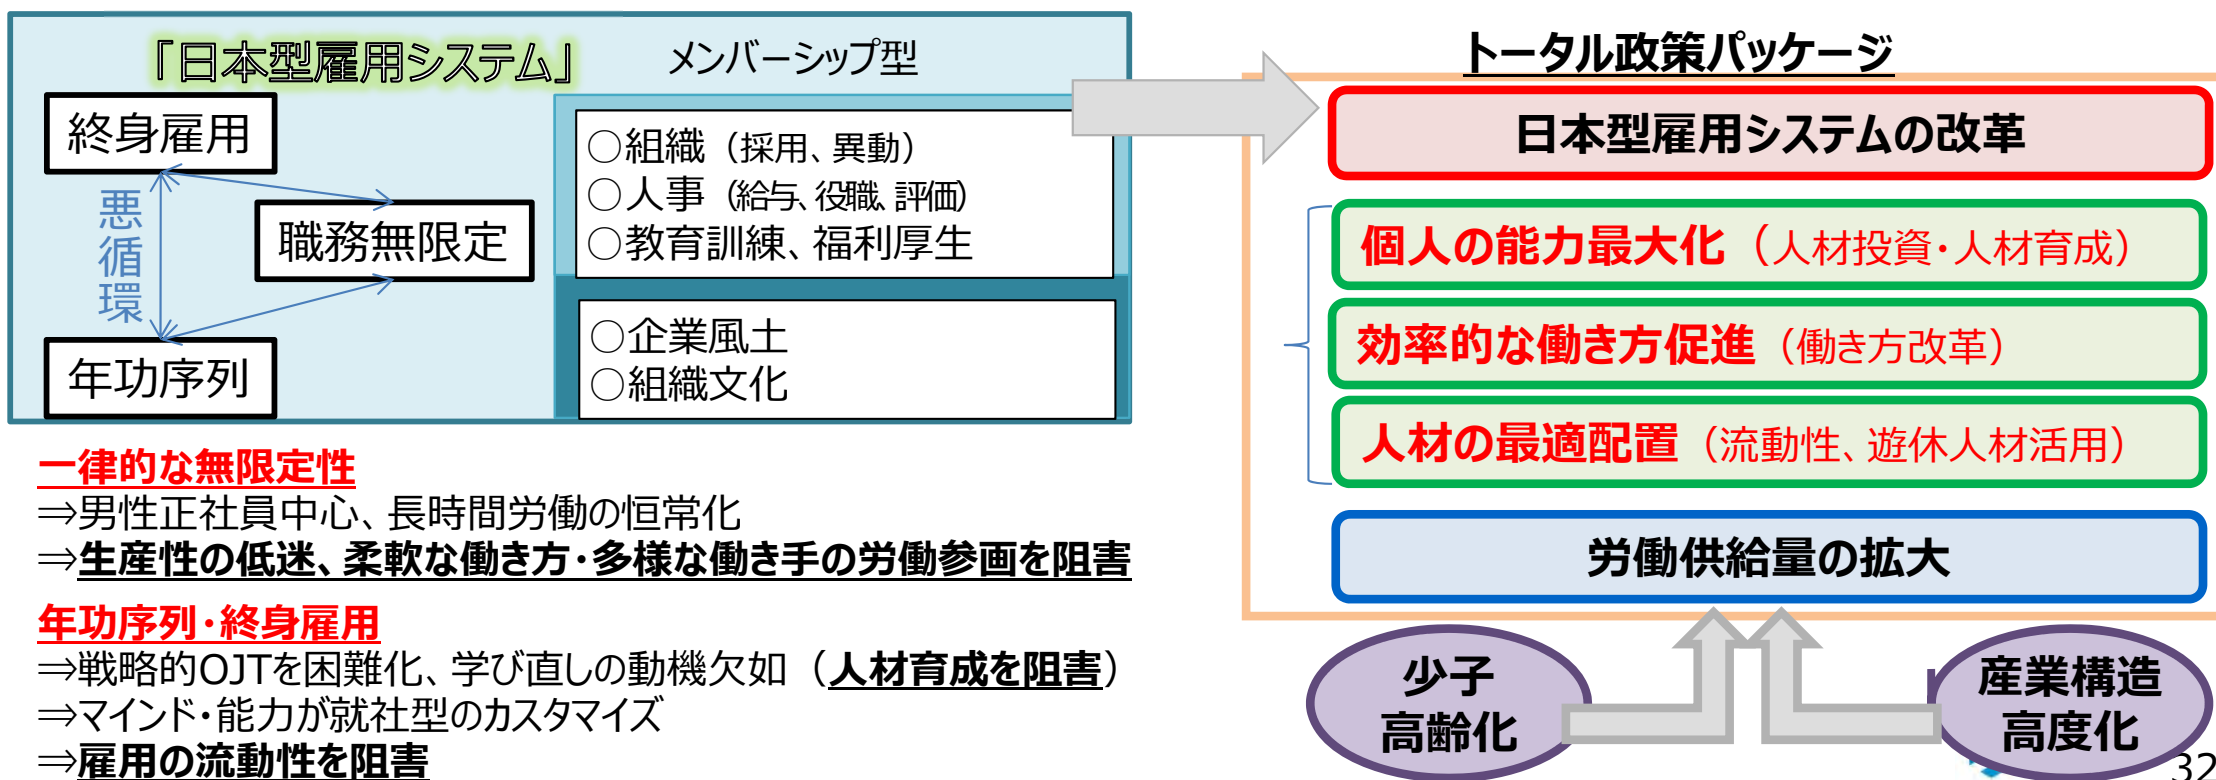 「日本型雇用システム」 メンバーシップ型
終身雇用
悪循環
職務無限定
年功序列
○組織（採用、異動）
○人事（給与、役職、評価）
○教育訓練、福利厚生
○企業風土
○組織文化
一律的な無限定性
⇒男性正社員中心、長時間労働の恒常化
⇒生産性の低迷、柔軟な働き方・多様な働き手の労働参画を阻害
年功序列・終身雇用
⇒戦略的OJTを困難化、学び直しの動機欠如（人材育成を阻害）
⇒マインド・能力が就社型のカスタマイズ
⇒雇用の流動性を阻害
トータル政策パッケージ
日本型雇用システムの改革
個人の能力最大化（人材投資・人材育成）
効率的な働き方促進（働き方改革）
人材の最適配置（流動性、遊休人材活用）
労働供給量の拡大
少子
高齢化
産業構造
高度化
32